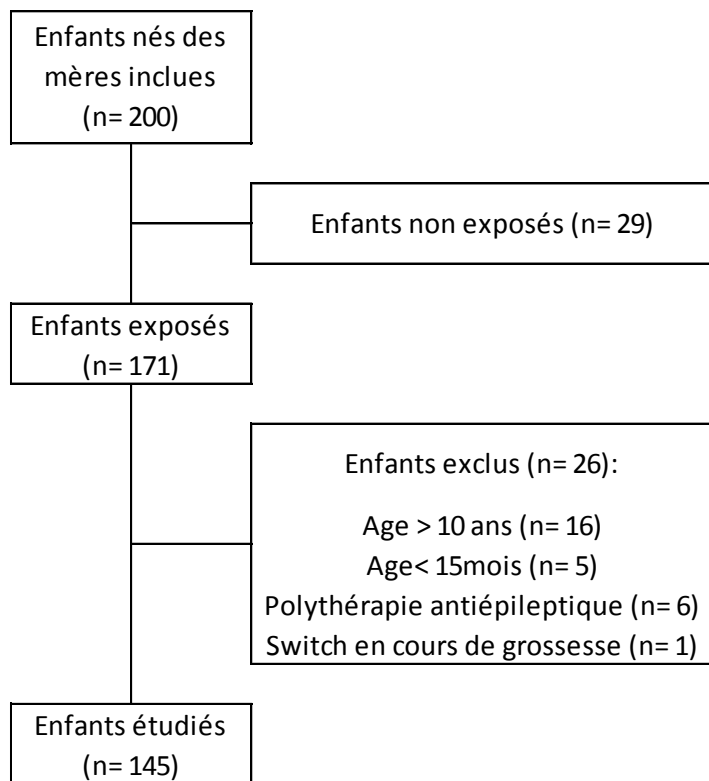 Enfants nés des
mères inclues
(n= 200)
Enfants non exposés (n= 29)
Enfants exposés
(n= 171)
Enfants exclus (n= 26):
Age > 10 ans (n= 16)
Age< 15mois (n= 5)
Polythérapie antiépileptique (n= 6)
Switch en cours de grossesse (n= 1)
Enfants étudiés
(n= 145)